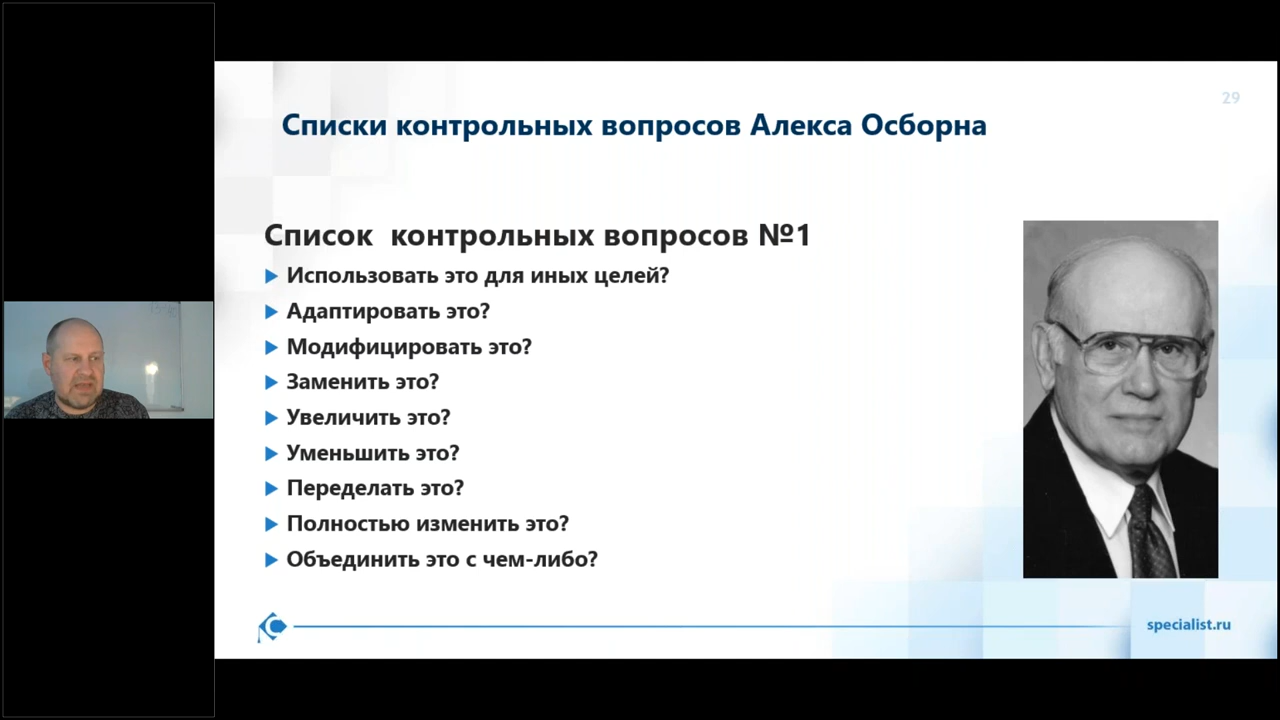 29
Списки контрольных вопросов Алекса Осборна
Список контрольных вопросов №1
Использовать это для иных целей?
Адаптировать это?
Модифицировать это?
Заменить это?
Увеличить это?
Уменьшить это?
Переделать это?
Полностью изменить это?
Объединить это с чем-либо?
specialist.ru